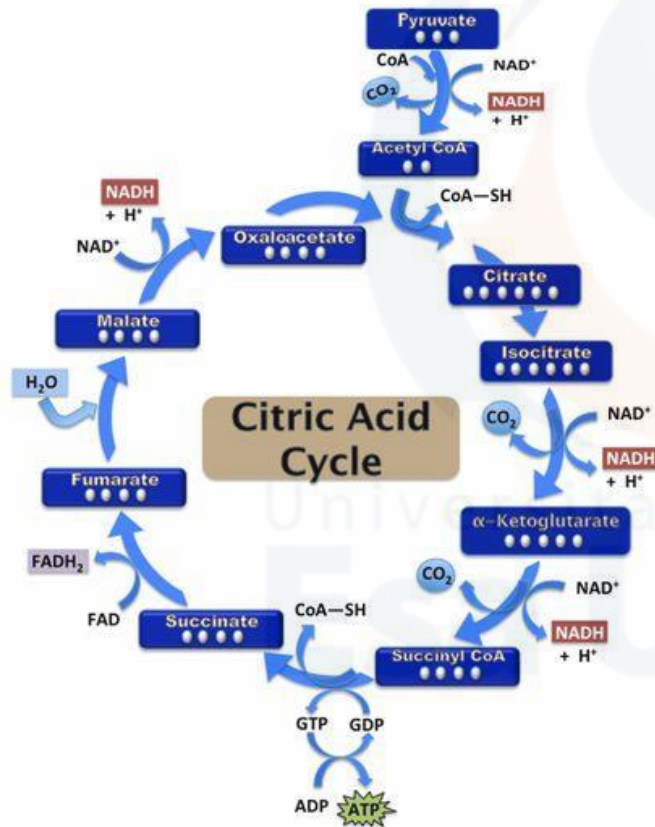 Pyruvate
CoA
NAD⁺
CO₂
NADH
+ H⁺
Acetyl CoA
CoA—SH
NADH
+ H⁺
NAD⁺
Oxaloacetate
Citrate
Malate
Isocitrate
H₂O
Citric Acid
Cycle
CO₂
NAD⁺
NADH
+ H⁺
Fumarate
α-Ketoglutarate
FADH₂
FAD
CO₂
NAD⁺
NADH
+ H⁺
CoA—SH
Succinate
Succinyl CoA
GTP
GDP
ADP
ATP
Universita
Esa U